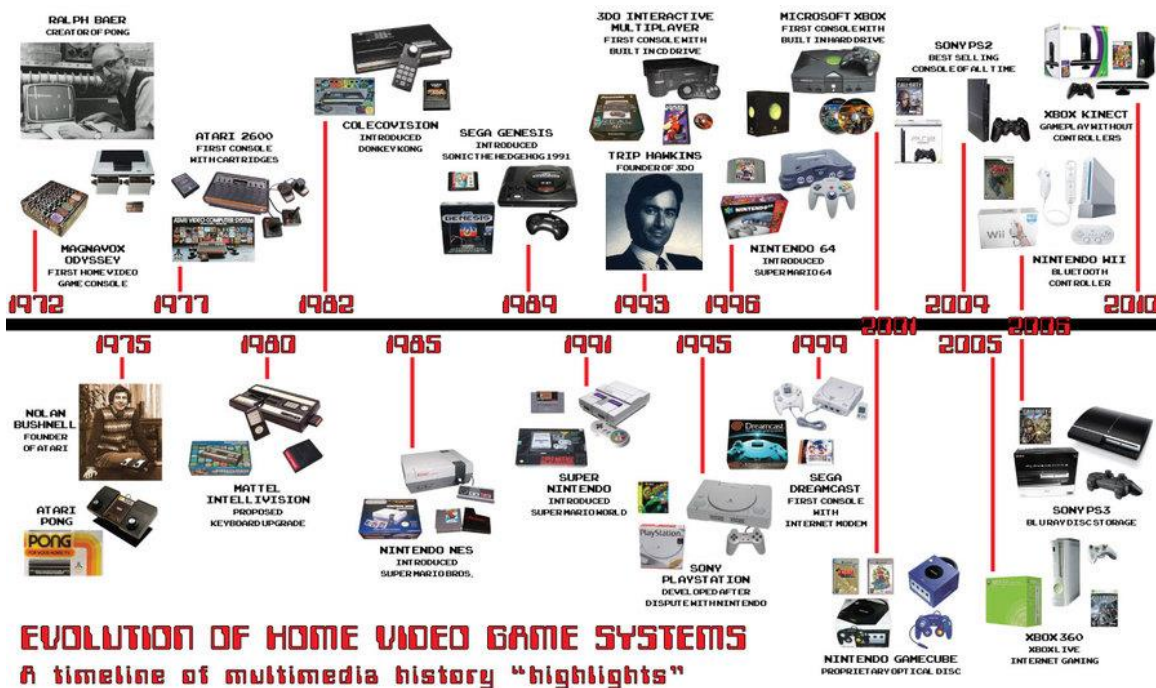 RALPH BAER
CREATOR OF PONG
MAGNAVOX
ODYSSEY
FIRST HOME VIDEO
GAME CONSOLE
1972
ATARI 2600
FIRST CONSOLE
WITH CARTRIDGES
1977
COLECOVISION
INTRODUCED
DONKEY KONG
1982
SEGA GENESIS
INTRODUCED
SONIC THE HEDGEHOG 1991
GENESIS
1989
3DO INTERACTIVE
MULTIPLAYER
FIRST CONSOLE WITH
BUILT IN CD DRIVE
TRIP HAWKINS
FOUNDER OF 3DO
1993
NINTENDO 64
NINTENDO 64
INTRODUCED
SUPER MARIO 64
1996
MICROSOFT XBOX
FIRST CONSOLE WITH
BUILT IN HARD DRIVE
2001
SONY PS2
BEST SELLING
CONSOLE OF ALL TIME
2004
Wii
NINTENDO WII
BLUETOOTH
CONTROLLER
2006
XBOX KINECT
GAMEPLAY WITHOUT
CONTROLLERS
2010
1975
NOLAN
BUSHNELL
FOUNDER
OF ATARI
ATARI
PONG
PONG
1980
MATTEL
INTELLIVISION
PROPOSED
KEYBOARD UPGRADE
1985
NINTENDO NES
INTRODUCED
SUPER MARIO BROS.
1991
SUPER
NINTENDO
INTRODUCED
SUPER MARIO WORLD
1995
PlayStation
SONY
PLAYSTATION
DEVELOPED AFTER
DISPUTE WITH NINTENDO
1999
Dreamcast
SEGA
DREAMCAST
FIRST CONSOLE
WITH
INTERNET MODEM
NINTENDO GAMECUBE
PROPRIETARY OPTICAL DISC
2005
XBOX 360
XBOX LIVE
INTERNET GAMING
SONY PS3
BLU RAY DISC STORAGE
EVOLUTION OF HOME VIDEO GAME SYSTEMS
A timeline of multimedia history "highlights"